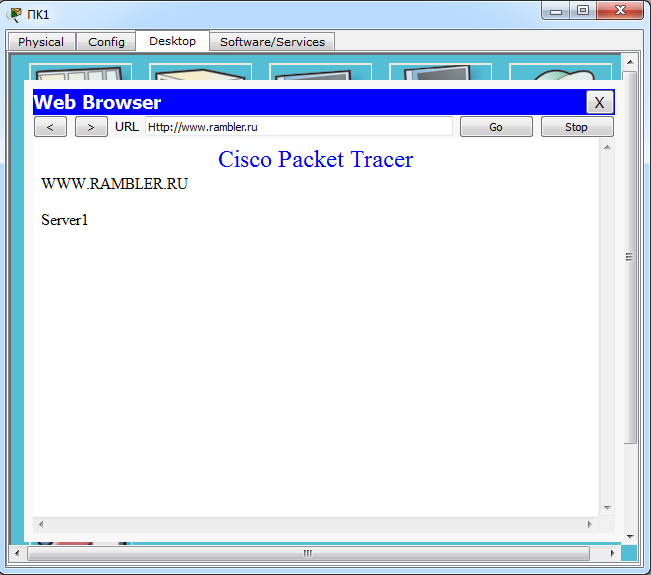 ПК1
Physical Config Desktop Software/Services
Web Browser X
< > URL Http://www.rambler.ru Go Stop
Cisco Packet Tracer
WWW.RAMBLER.RU
Server1